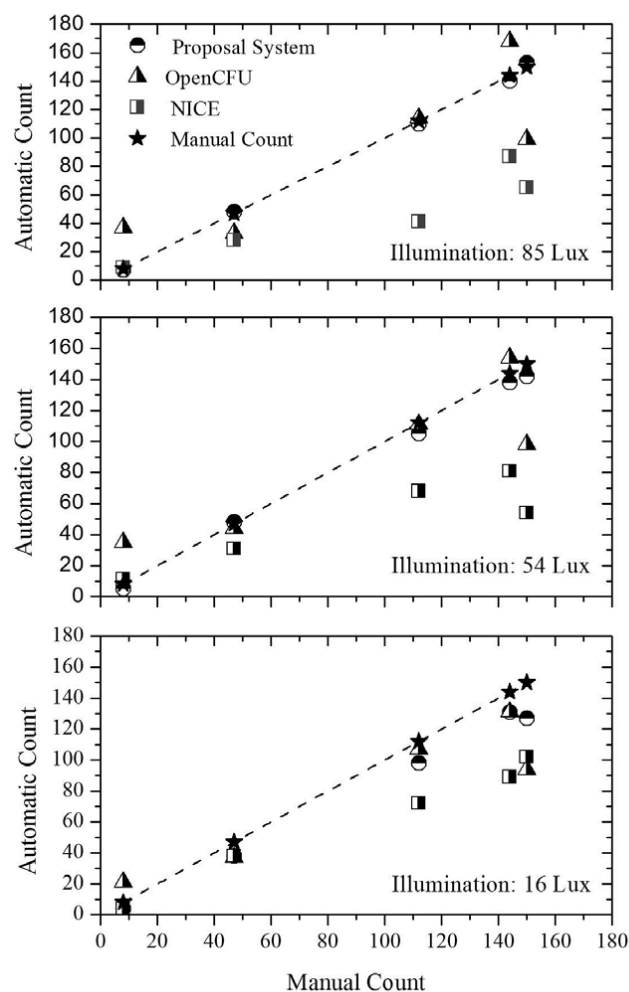 180
160
140
120
100
80
60
40
20
0
Automatic Count
Proposal System
OpenCFU
NICE
Manual Count
Illumination: 85 Lux
180
160
140
120
100
80
60
40
20
0
Automatic Count
Illumination: 54 Lux
180
160
140
120
100
80
60
40
20
0
Automatic Count
Illumination: 16 Lux
0 20 40 60 80 100 120 140 160 180
Manual Count